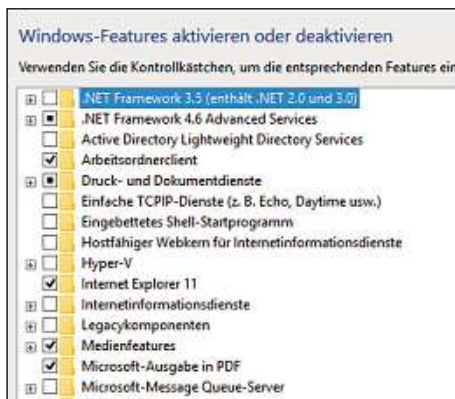 Windows-Features aktivieren oder deaktivieren
Verwenden Sie die Kontrollkästchen, um die entsprechenden Features ein
.NET Framework 3.5 (enthält .NET 2.0 und 3.0)
.NET Framework 4.6 Advanced Services
Active Directory Lightweight Directory Services
Arbeitsordnerclient
Druck- und Dokumentdienste
Einfache TCPIP-Dienste (z. B. Echo, Daytime usw.)
Eingebettetes Shell-Startprogramm
Hostfähiger Webkern für Internetinformationsdienste
Hyper-V
Internet Explorer 11
Internetinformationsdienste
Legacykomponenten
Medienfeatures
Microsoft-Ausgabe in PDF
Microsoft-Message Queue-Server